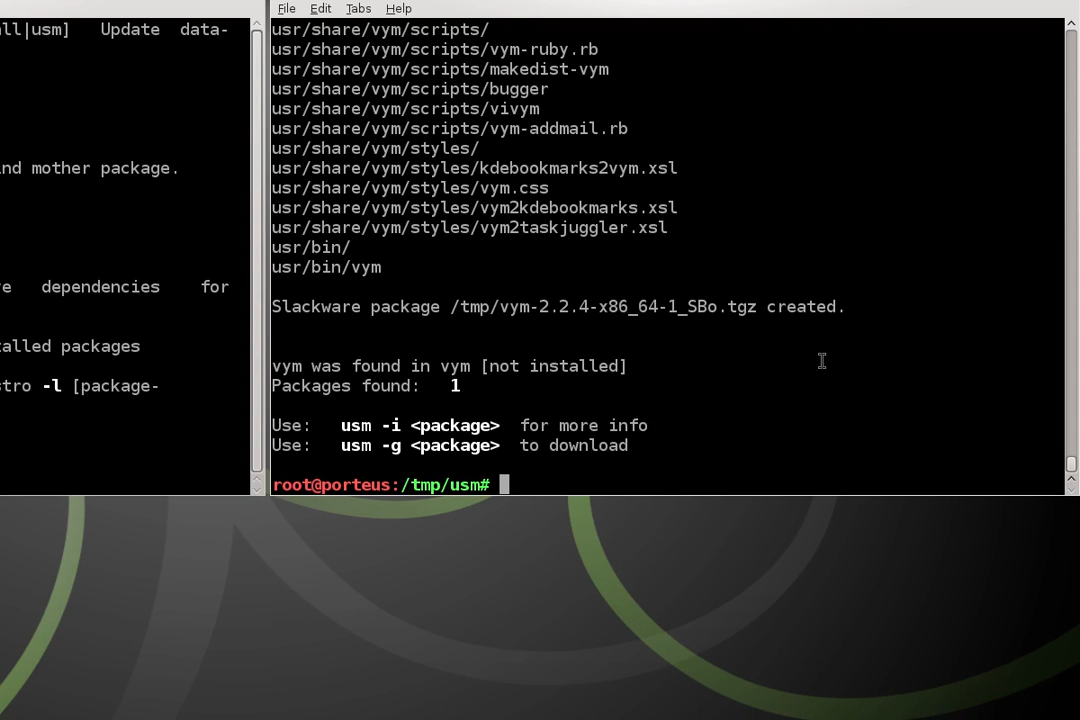 all|usm]   Update  data-
nd mother package.
e   dependencies    for
alled packages
stro -l [package-
File Edit Tabs Help
usr/share/vym/scripts/
usr/share/vym/scripts/vym-ruby.rb
usr/share/vym/scripts/makedist-vym
usr/share/vym/scripts/bugger
usr/share/vym/scripts/vivym
usr/share/vym/scripts/vym-addmail.rb
usr/share/vym/styles/
usr/share/vym/styles/kdebookmarks2vym.xsl
usr/share/vym/styles/vym.css
usr/share/vym/styles/vym2kdebookmarks.xsl
usr/share/vym/styles/vym2taskjuggler.xsl
usr/bin/
usr/bin/vym
Slackware package /tmp/vym-2.2.4-x86_64-1_SBo.tgz created.
vym was found in vym [not installed]
Packages found:   1
Use:   usm -i <package>  for more info
Use:   usm -g <package>  to download
root@porteus:/tmp/usm#